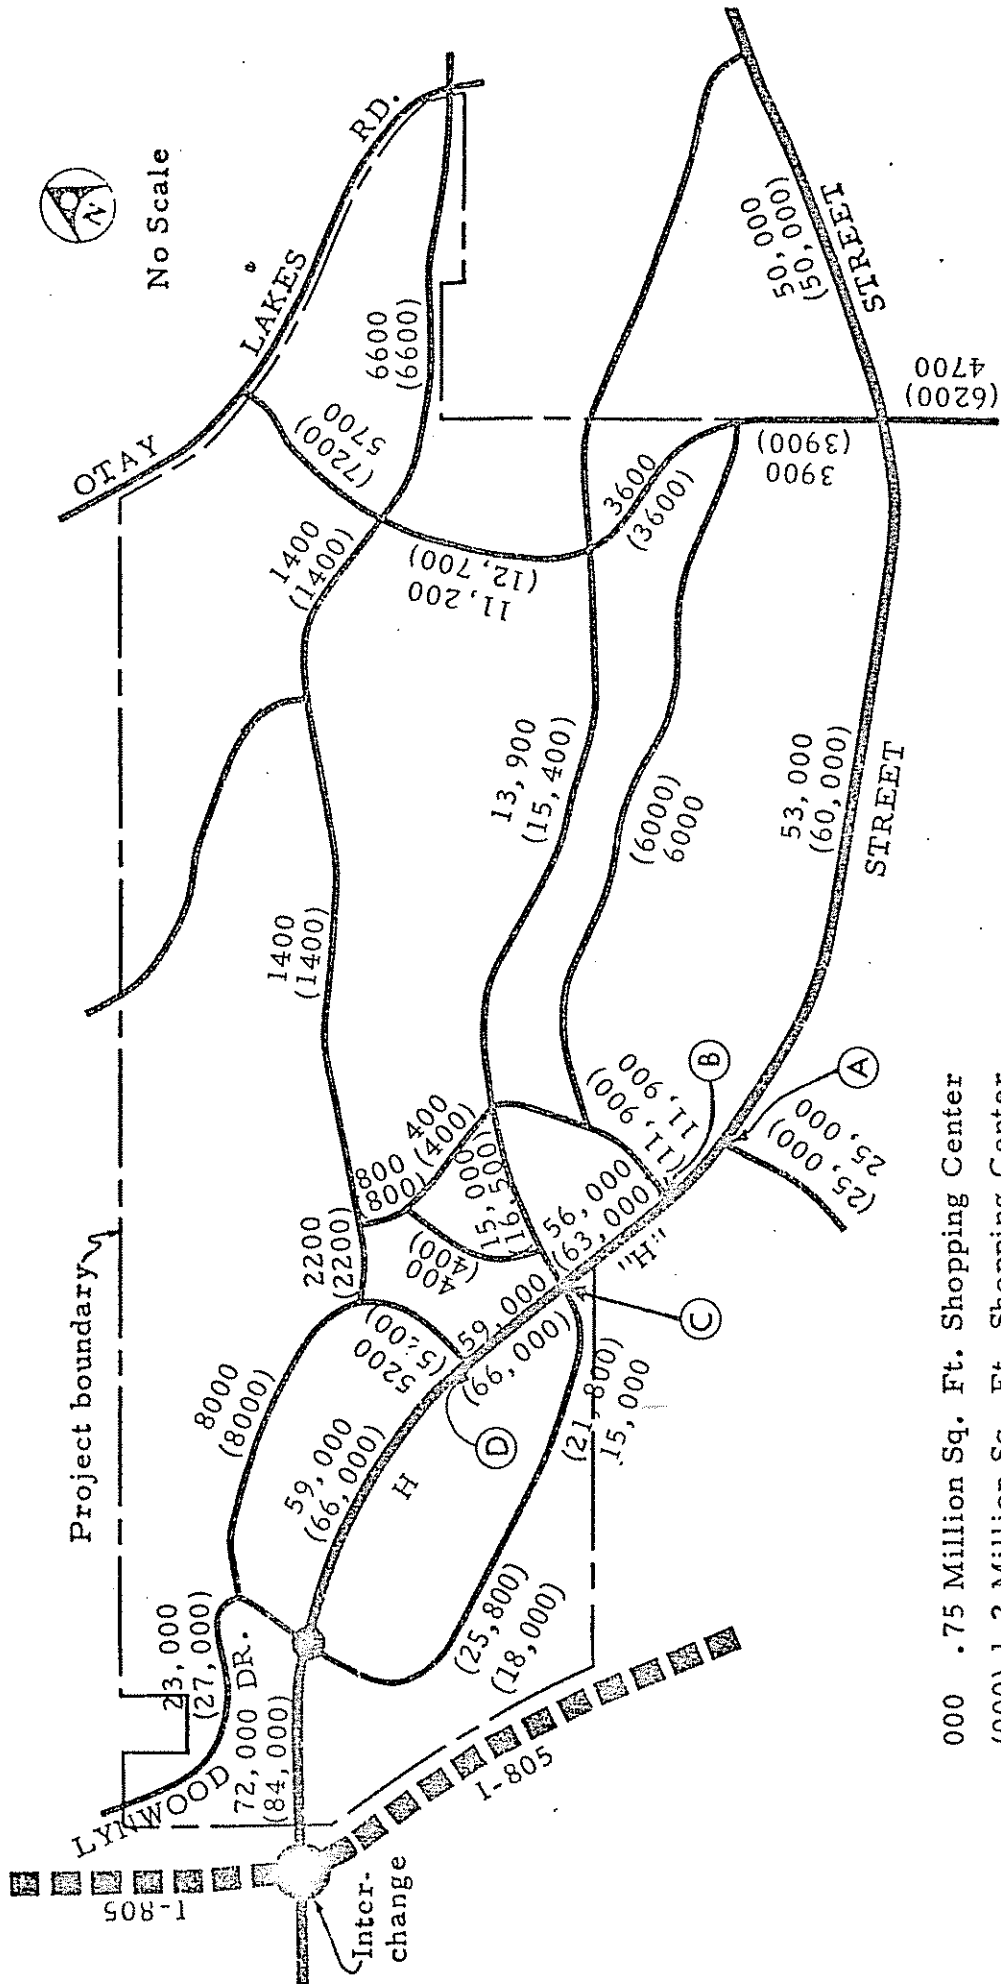 N
No Scale
OTAY
LAKES
RD.
Project boundary
6600
(6600)
(7200)
5700
1400
(1400)
11,200
(12,700)
3600
(3600)
50,000
(50,000)
STREET
(6200)
4700
3900
(3900)
13,900
(15,400)
(6000)
6000
53,000
(60,000)
STREET
1400
(1400)
800
(800)
400
(400)
2200
(2200)
400
(400)
15,000
(16,500)
(11,900)
11,900
B
A
(25,000)
25,000
56,000
(63,000)
"H"
C
59,000
(66,000)
5200
D
(21,800)
15,000
8000
(8000)
59,000
(66,000)
H
(25,800)
(18,000)
23,000
(27,000)
LYNWOOD DR.
72,000
(84,000)
I-805
I-805
Inter-
change
000 .75 Million Sq. Ft. Shopping Center